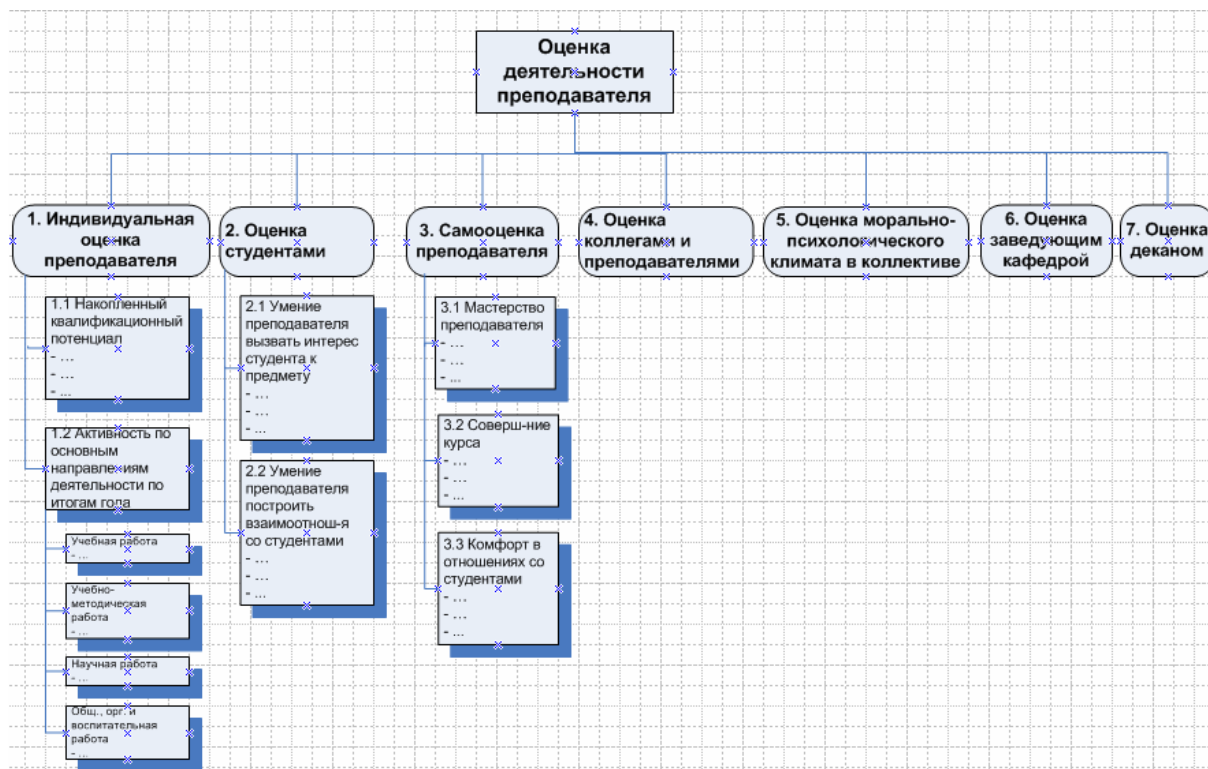 Оценка
деятельности
преподавателя
1. Индивидуальная
оценка
преподавателя
2. Оценка
студентами
3. Самооценка
преподавателя
4. Оценка
коллегами и
преподавателями
5. Оценка морально-
психологического
климата в коллективе
6. Оценка
заведующим
кафедрой
7. Оценка
деканом
1.1 Накопленный
квалификационный
потенциал
- ...
- ...
- ...
1.2 Активность по
основным
направлениям
деятельности по
итогам года
Учебная работа
- ...
Учебно-
методическая
работа
- ...
Научная работа
- ...
Общ., орг. и
воспитательная
работа
- ...
2.1 Умение
преподавателя
вызвать интерес
студента к
предмету
- ...
- ...
- ...
2.2 Умение
преподавателя
построить
взаимоотнош-я
со студентами
- ...
- ...
- ...
3.1 Мастерство
преподавателя
- ...
- ...
- ...
3.2 Соверш-ние
курса
- ...
- ...
- ...
3.3 Комфорт в
отношениях со
студентами
- ...
- ...
- ...